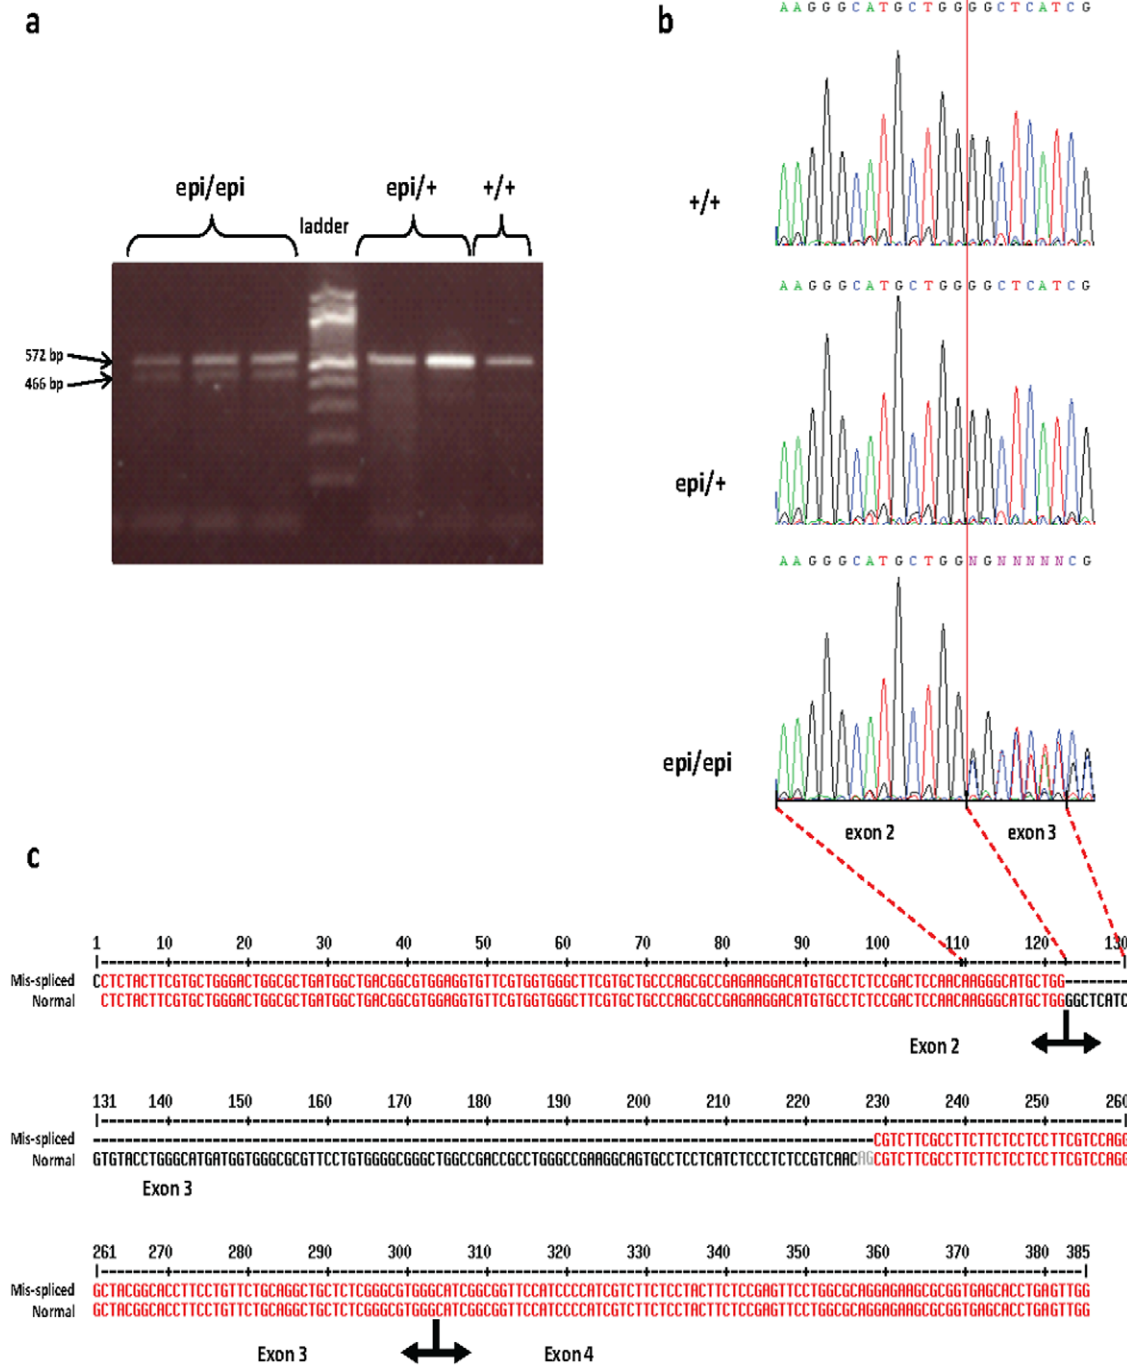 a
epi/epi
ladder
epi/+
+/+
572 bp
466 bp
b
A A G G G C A T G C T G G G G C T C A T C G
+/+
A A G G G C A T G C T G G G G C T C A T C G
epi/+
A A G G G C A T G C T G G N G N N N N N C G
epi/epi
exon 2
exon 3
c
1 10 20 30 40 50 60 70 80 90 100 110 120 130
Mis-spliced CCTCTACTTCGTGCTGGGACTGGCGCTGATGGCTGACGGCGTGGAGGTGTTCGTGGTGGGCTTCGTGCTGCCCAGCGCCGAGAAGGACATGTGCCTCTCCGACTCCAACAAGGGCATGCTGG--------
Normal CTCTACTTCGTGCTGGGACTGGCGCTGATGGCTGACGGCGTGGAGGTGTTCGTGGTGGGCTTCGTGCTGCCCAGCGCCGAGAAGGACATGTGCCTCTCCGACTCCAACAAGGGCATGCTGGGGCTCATC
Exon 2
131 140 150 160 170 180 190 200 210 220 230 240 250 260
Mis-spliced --------------------------------------------------------------------------------------------------CGTCTTCGCCTTCTTCTCCTCCTTCGTCCAGG
Normal GTGTACCTGGGCATGATGGTGGGCGCGTTCCTGTGGGGCGGGCTGGCCGACCGCCTGGGCCGAAGGCAGTGCCTCCTCATCTCCCTCTCCGTCAACAGCGTCTTCGCCTTCTTCTCCTCCTTCGTCCAGG
Exon 3
261 270 280 290 300 310 320 330 340 350 360 370 380 385
Mis-spliced GCTACGGCACCTTCCTGTTCTGCAGGCTGCTCTCGGGCGTGGGCATCGGCGGTTCCATCCCCATCGTCTTCTCCTACTTCTCCGAGTTCCTGGCGCAGGAGAAGCGCGGTGAGCACCTGAGTTGG
Normal GCTACGGCACCTTCCTGTTCTGCAGGCTGCTCTCGGGCGTGGGCATCGGCGGTTCCATCCCCATCGTCTTCTCCTACTTCTCCGAGTTCCTGGCGCAGGAGAAGCGCGGTGAGCACCTGAGTTGG
Exon 3
Exon 4